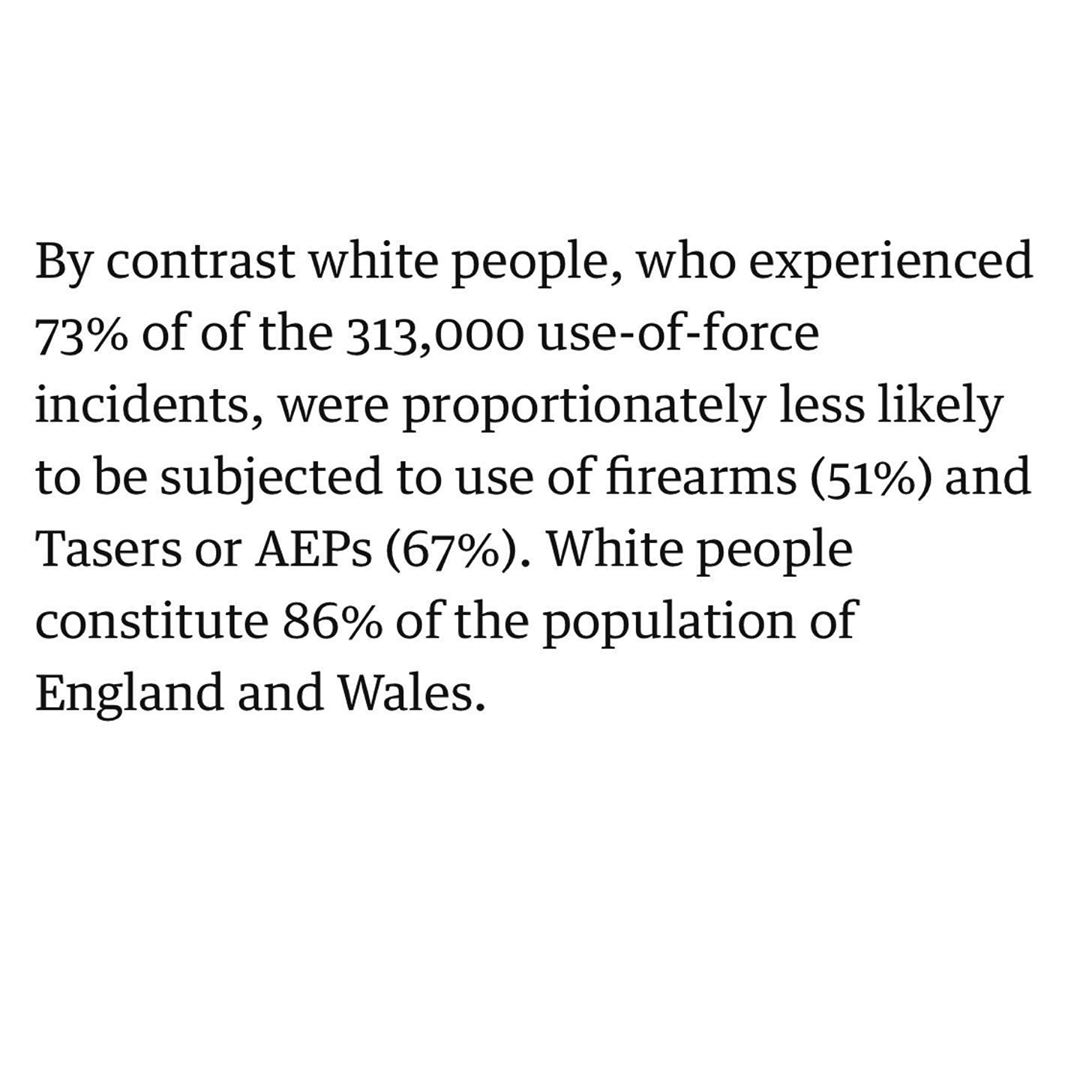 By contrast white people, who experienced
73% of of the 313,000 use-of-force
incidents, were proportionately less likely
to be subjected to use of firearms (51%) and
Tasers or AEPs (67%). White people
constitute 86% of the population of
England and Wales.